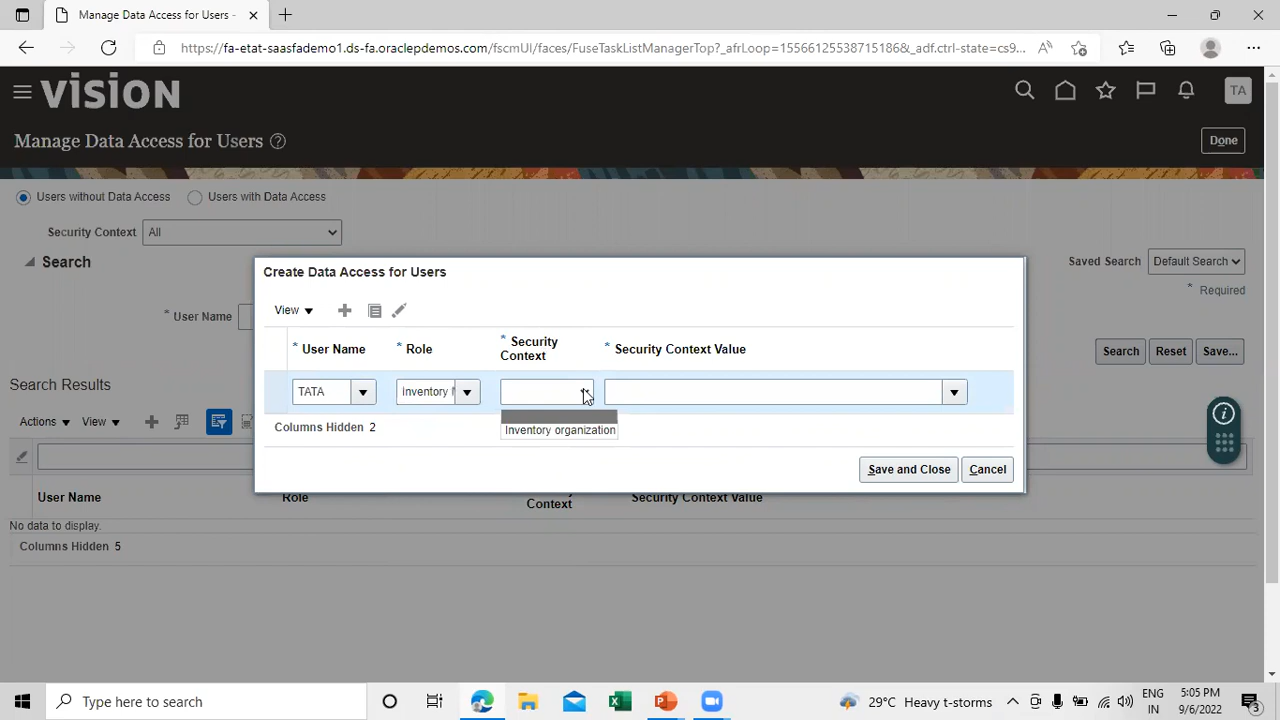 Manage Data Access for Users -
https://fa-etat-saasfademo1.ds-fa.oraclepdemos.com/fscmUI/faces/FuseTaskListManagerTop?_afrLoop=15566125538715186&_adf.ctrl-state=cs9...
VISION
TA
Manage Data Access for Users
Done
Users without Data Access
Users with Data Access
Security Context
All
Search
Saved Search
Default Search
* Required
* User Name
Search
Reset
Save...
Search Results
Actions
View
User Name
Role
Context
Security Context Value
No data to display.
Columns Hidden 5
Create Data Access for Users
View
* User Name
* Role
* Security Context
* Security Context Value
TATA
Inventory
Inventory organization
Columns Hidden 2
Save and Close
Cancel
Type here to search
29°C Heavy t-storms
ENG
IN
5:05 PM
9/6/2022
3